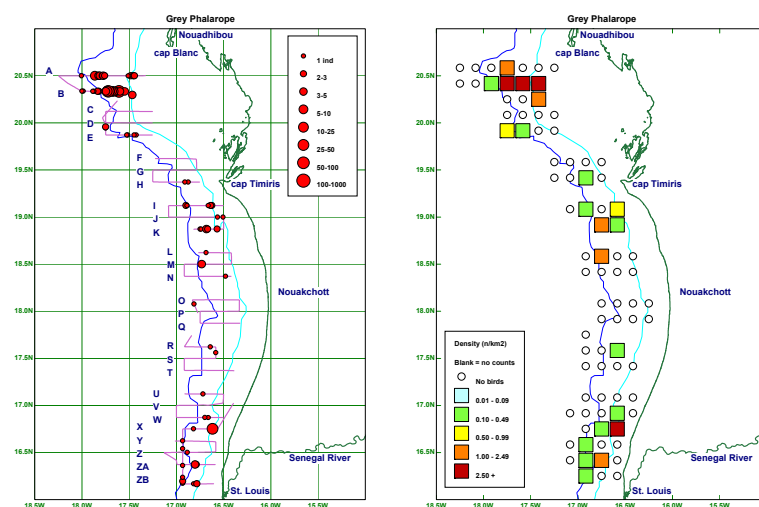 Grey Phalarope
Nouadhibou
cap Blanc
1 ind
2-3
3-5
5-10
10-25
25-50
50-100
100-1000
A
B
C
D
E
F
G
H
cap Timiris
I
J
K
L
M
N
Nouakchott
O
P
Q
R
S
T
U
V
W
X
Y
Z
ZA
ZB
Senegal River
St. Louis
20.5N
20.0N
19.5N
19.0N
18.5N
18.0N
17.5N
17.0N
16.5N
18.5W
18.0W
17.5W
17.0W
16.5W
16.0W
15.5W
Grey Phalarope
Nouadhibou
cap Blanc
cap Timiris
Nouakchott
Density (n/km2)
Blank = no counts
No birds
0.01 - 0.09
0.10 - 0.49
0.50 - 0.99
1.00 - 2.49
2.50 +
Senegal River
St. Louis
20.5N
20.0N
19.5N
19.0N
18.5N
18.0N
17.5N
17.0N
16.5N
18.5W
18.0W
17.5W
17.0W
16.5W
16.0W
15.5W